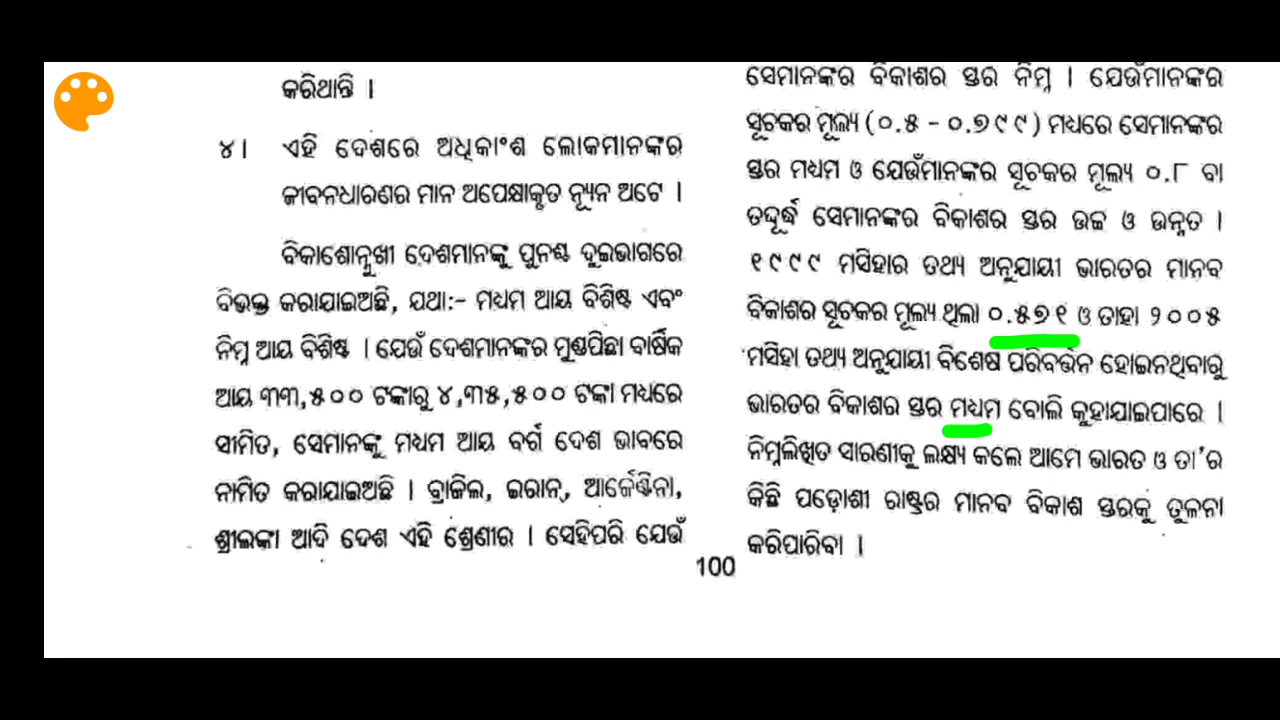 କରିଥାନ୍ତି ।
୪। ଏହି ଦେଶରେ ଅଧିକାଂଶ ଲୋକମାନଙ୍କର
ଜୀବନଧାରଣର ମାନ ଅପେକ୍ଷାକୃତ ନ୍ୟୂନ ଅଟେ ।
ବିକାଶୋନ୍ମୁଖୀ ଦେଶମାନଙ୍କୁ ପୁନଶ୍ଚ ଦୁଇଭାଗରେ
ବିଭକ୍ତ କରାଯାଇଅଛି, ଯଥା:- ମଧ୍ୟମ ଆୟ ବିଶିଷ୍ଟ ଏବଂ
ନିମ୍ନ ଆୟ ବିଶିଷ୍ଟ । ଯେଉଁ ଦେଶମାନଙ୍କର ମୁଣ୍ଡପିଛା ବାର୍ଷିକ
ଆୟ ୩୩,୫୦୦ ଟଙ୍କାରୁ ୪,୩୫,୫୦୦ ଟଙ୍କା ମଧ୍ୟରେ
ସୀମିତ, ସେମାନଙ୍କୁ ମଧ୍ୟମ ଆୟ ବର୍ଗ ଦେଶ ଭାବରେ
ନାମିତ କରାଯାଇଅଛି । ବ୍ରାଜିଲ, ଇରାନ୍, ଆର୍ଜେଣ୍ଟିନା,
ଶ୍ରୀଲଙ୍କା ଆଦି ଦେଶ ଏହି ଶ୍ରେଣୀର । ସେହିପରି ଯେଉଁ
ସେମାନଙ୍କର ବିକାଶର ସ୍ତର ନିମ୍ନ । ଯେଉଁମାନଙ୍କର
ସୂଚକର ମୂଲ୍ୟ (୦.୫ - ୦.୭୯୯) ମଧ୍ୟରେ ସେମାନଙ୍କର
ସ୍ତର ମଧ୍ୟମ ଓ ଯେଉଁମାନଙ୍କର ସୂଚକର ମୂଲ୍ୟ ୦.୮ ବା
ତଦୂର୍ଦ୍ଧ୍ୱ ସେମାନଙ୍କର ବିକାଶର ସ୍ତର ଉଚ୍ଚ ଓ ଉନ୍ନତ ।
୧୯୯୯ ମସିହାର ତଥ୍ୟ ଅନୁଯାୟୀ ଭାରତର ମାନବ
ବିକାଶର ସୂଚକର ମୂଲ୍ୟ ଥିଲା ୦.୫୭୧ ଓ ତାହା ୨୦୦୫
ମସିହା ତଥ୍ୟ ଅନୁଯାୟୀ ବିଶେଷ ପରିବର୍ତ୍ତନ ହୋଇନଥିବାରୁ
ଭାରତର ବିକାଶର ସ୍ତର ମଧ୍ୟମ ବୋଲି କୁହାଯାଇପାରେ ।
ନିମ୍ନଲିଖିତ ସାରଣୀକୁ ଲକ୍ଷ୍ୟ କଲେ ଆମେ ଭାରତ ଓ ତା'ର
କିଛି ପଡ଼ୋଶୀ ରାଷ୍ଟ୍ରର ମାନବ ବିକାଶ ସ୍ତରକୁ ତୁଳନା
କରିପାରିବା ।
100